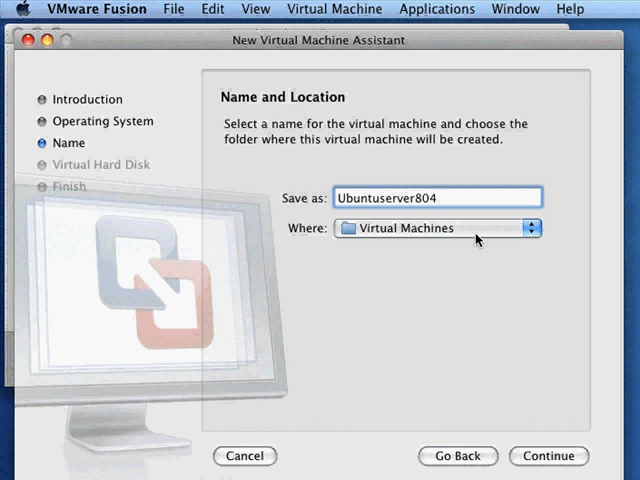 VMware Fusion File Edit View Virtual Machine Applications Window Help
New Virtual Machine Assistant
Introduction
Operating System
Name
Virtual Hard Disk
Finish
Name and Location
Select a name for the virtual machine and choose the
folder where this virtual machine will be created.
Save as: Ubuntuserver804
Where: Virtual Machines
Cancel Go Back Continue